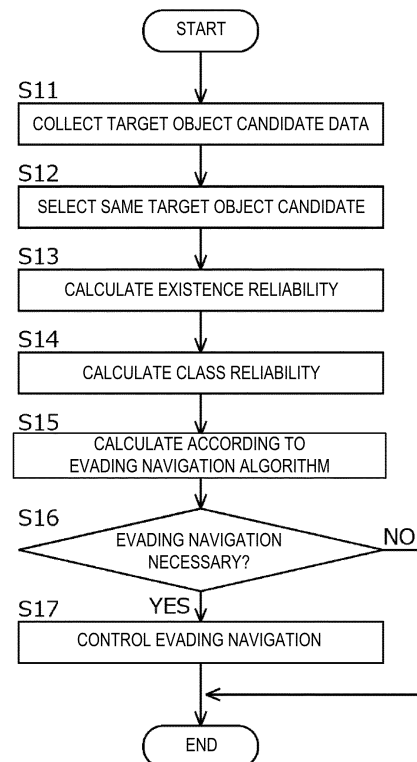 START
S11
COLLECT TARGET OBJECT CANDIDATE DATA
S12
SELECT SAME TARGET OBJECT CANDIDATE
S13
CALCULATE EXISTENCE RELIABILITY
S14
CALCULATE CLASS RELIABILITY
S15
CALCULATE ACCORDING TO
EVADING NAVIGATION ALGORITHM
S16
EVADING NAVIGATION
NECESSARY?
NO
YES
S17
CONTROL EVADING NAVIGATION
END